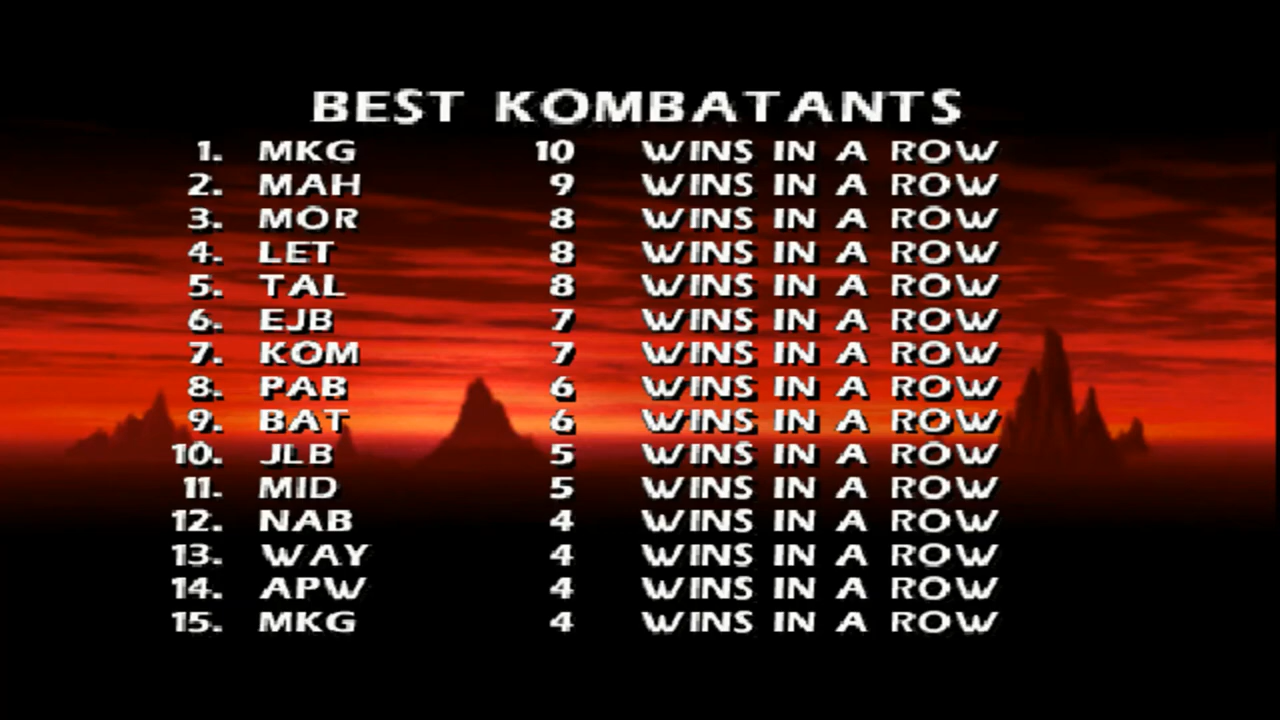 BEST KOMBATANTS
1. MKG 10 WINS IN A ROW
2. MAH 9 WINS IN A ROW
3. MOR 8 WINS IN A ROW
4. LET 8 WINS IN A ROW
5. TAL 8 WINS IN A ROW
6. EJB 7 WINS IN A ROW
7. KOM 7 WINS IN A ROW
8. PAB 6 WINS IN A ROW
9. BAT 6 WINS IN A ROW
10. JLB 5 WINS IN A ROW
11. MID 5 WINS IN A ROW
12. NAB 4 WINS IN A ROW
13. WAY 4 WINS IN A ROW
14. APW 4 WINS IN A ROW
15. MKG 4 WINS IN A ROW